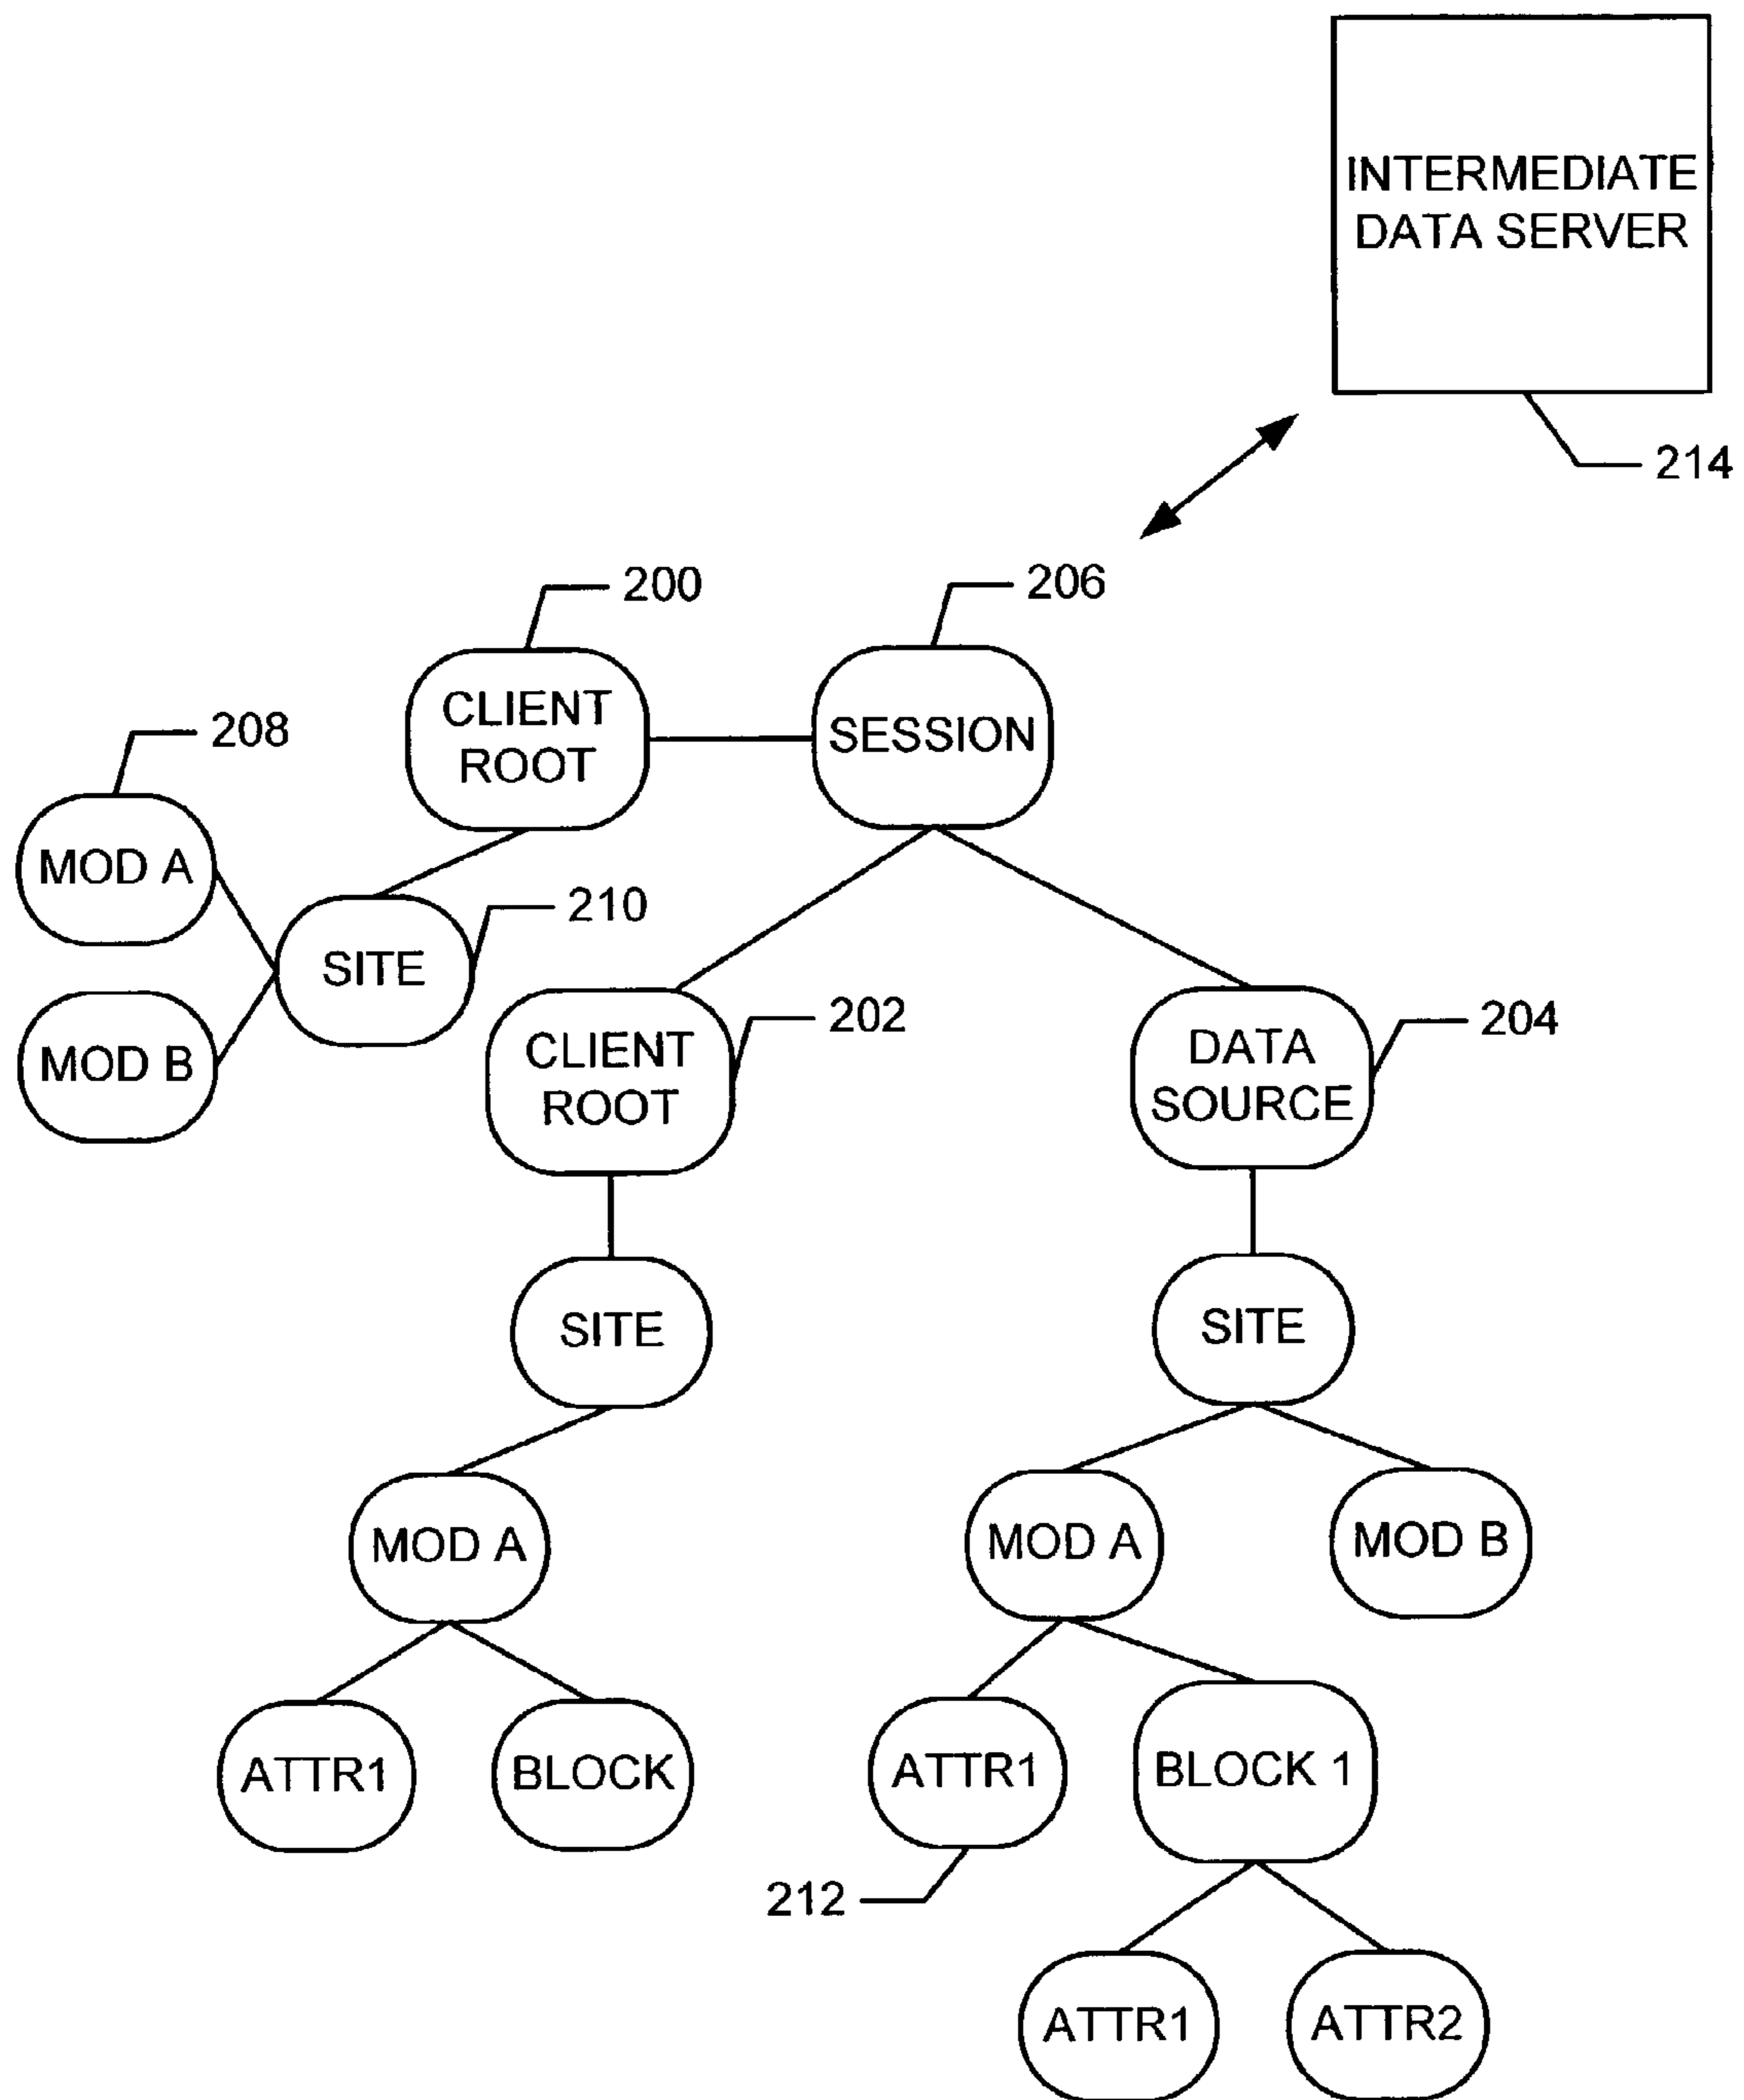 INTERMEDIATE
DATA SERVER
214
200
206
CLIENT
ROOT
SESSION
208
MOD A
210
SITE
MOD B
202
204
CLIENT
ROOT
DATA
SOURCE
SITE
SITE
MOD A
MOD A
MOD B
ATTR1
BLOCK
ATTR1
BLOCK 1
212
ATTR1
ATTR2